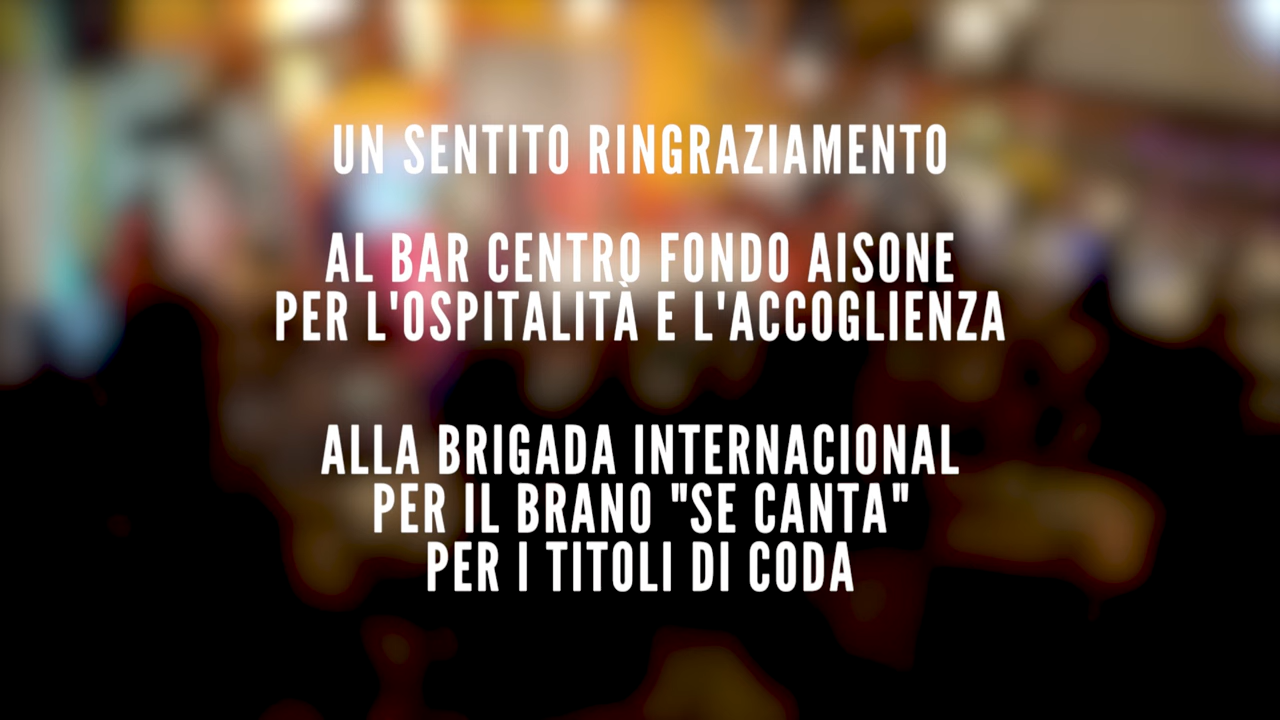 UN SENTITO RINGRAZIAMENTO
AL BAR CENTRO FONDO AISONE
PER L'OSPITALITÀ E L'ACCOGLIENZA
ALLA BRIGADA INTERNACIONAL
PER IL BRANO "SE CANTA"
PER I TITOLI DI CODA